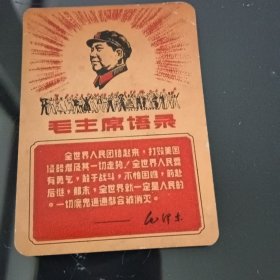 毛主席语录
全世界人民团结起来,打败美国
侵略者及其一切走狗!全世界人民要
有勇气,敢于战斗,不怕困难,前赴
后继,那末,全世界就一定是人民的
。一切魔鬼通通都会被消灭。
毛泽东